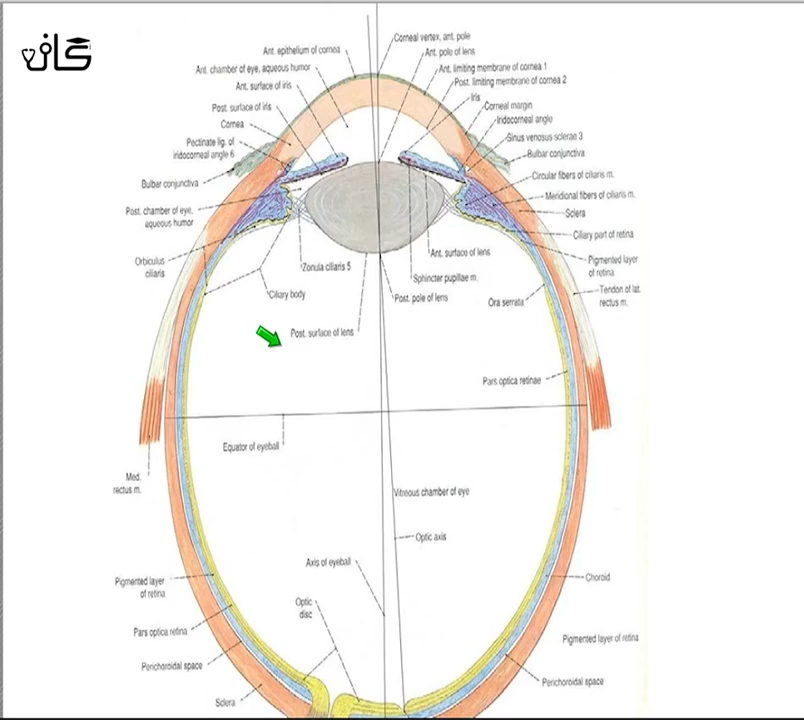 كان
Corneal vertex, ant. pole
Ant. epithelium of cornea
Ant. pole of lens
Ant. chamber of eye, aqueous humor
Ant. limiting membrane of cornea 1
Ant. surface of iris
Post. limiting membrane of cornea 2
Iris
Post. surface of iris
Corneal margin
Cornea
Iridocorneal angle
Pectinate lig. of
iridocorneal angle 6
Sinus venosus sclerae 3
Bulbar conjunctiva
Bulbar conjunctiva
Circular fibers of ciliaris m.
Meridional fibers of ciliaris m.
Post. chamber of eye,
aqueous humor
Sclera
Ciliary part of retina
Orbiculus
ciliaris
Zonula ciliaris 5
Ant. surface of lens
Pigmented layer
of retina
Sphincter pupillae m.
Ciliary body
Post. pole of lens
Ora serrata
Tendon of lat.
rectus m.
Post. surface of lens
Pars optica retinae
Equator of eyeball
Med.
rectus m.
Vitreous chamber of eye
Optic axis
Axis of eyeball
Pigmented layer
of retina
Choroid
Optic
disc
Pars optica retina
Pigmented layer of retina
Perichoroidal space
Perichoroidal space
Sclera